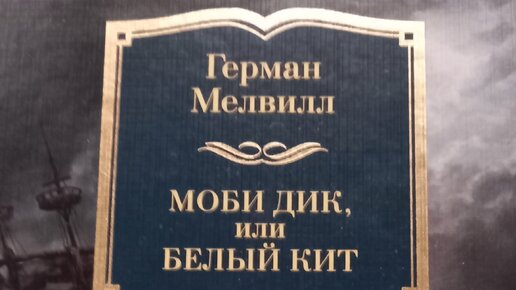 Герман
Мелвилл
МОБИ ДИК,
или
БЕЛЫЙ КИТ